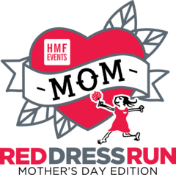 HMF
EVENTS
-MOM-
RED DRESS RUN
MOTHER'S DAY EDITION